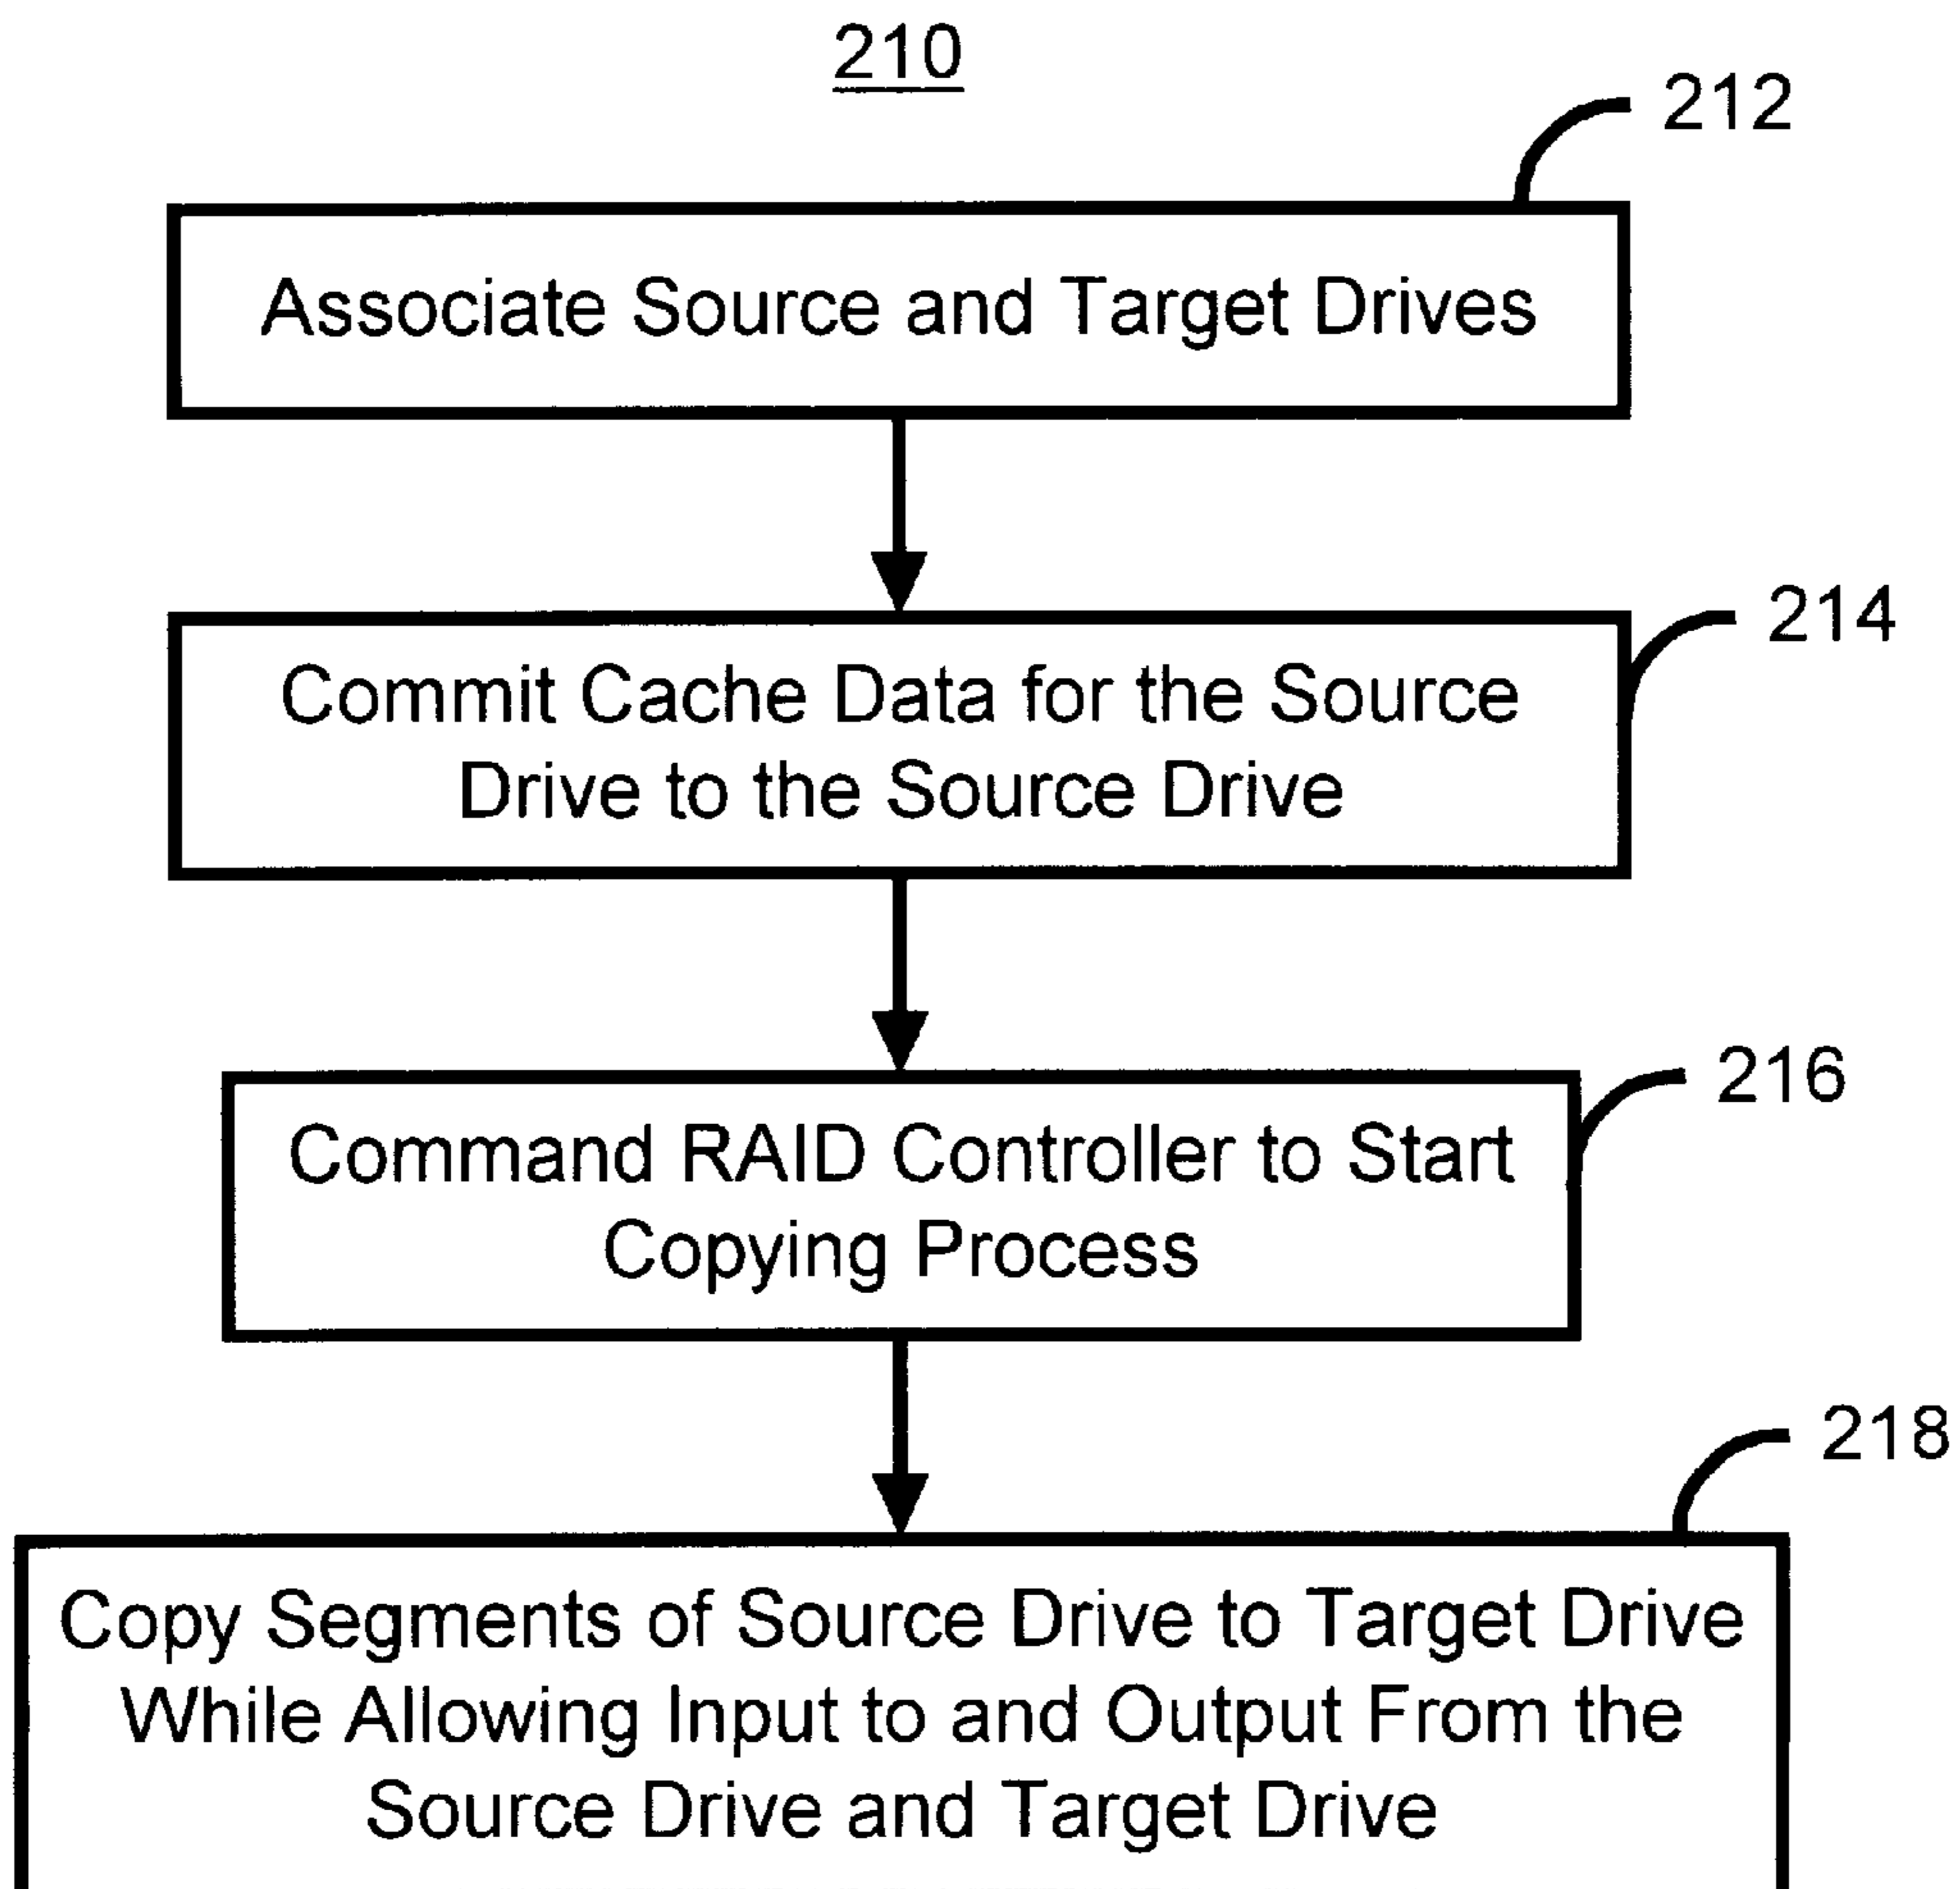 210
212
Associate Source and Target Drives
214
Commit Cache Data for the Source
Drive to the Source Drive
216
Command RAID Controller to Start
Copying Process
218
Copy Segments of Source Drive to Target Drive
While Allowing Input to and Output From the
Source Drive and Target Drive